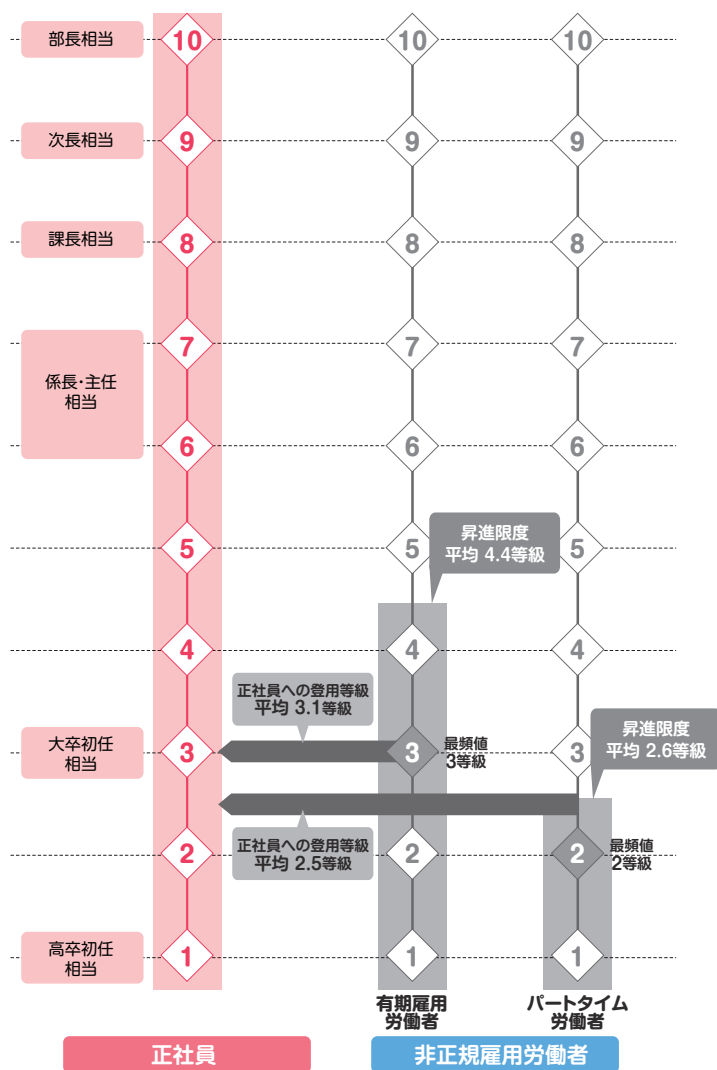 部長相当
10
10
10
次長相当
9
9
9
課長相当
8
8
8
係長・主任
相当
7
7
7
6
6
6
5
5
5
昇進限度
平均 4.4等級
4
4
4
正社員への登用等級
平均 3.1等級
大卒初任
相当
3
3
最頻値
3等級
3
昇進限度
平均 2.6等級
正社員への登用等級
平均 2.5等級
2
2
2
最頻値
2等級
高卒初任
相当
1
1
1
有期雇用
労働者
パートタイム
労働者
正社員
非正規雇用労働者